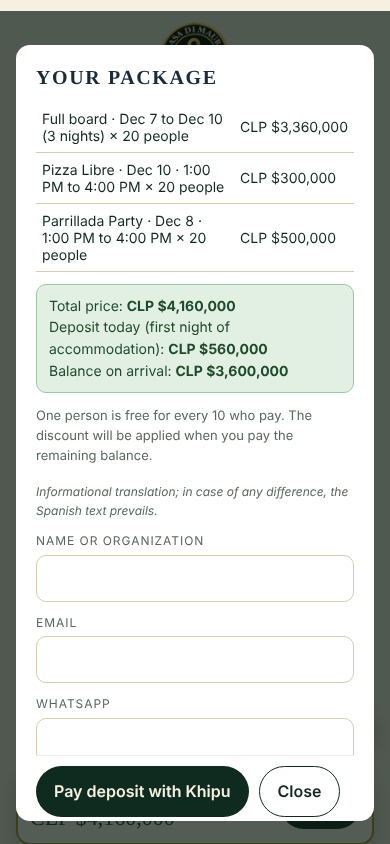 YOUR PACKAGE
Full board · Dec 7 to Dec 10
(3 nights) × 20 people
CLP $3,360,000
Pizza Libre · Dec 10 · 1:00
PM to 4:00 PM × 20 people
CLP $300,000
Parrillada Party · Dec 8 ·
1:00 PM to 4:00 PM × 20
people
CLP $500,000
Total price: CLP $4,160,000
Deposit today (first night of
accommodation): CLP $560,000
Balance on arrival: CLP $3,600,000
One person is free for every 10 who pay. The
discount will be applied when you pay the
remaining balance.
Informational translation; in case of any difference, the
Spanish text prevails.
NAME OR ORGANIZATION
EMAIL
WHATSAPP
Pay deposit with Khipu
Close